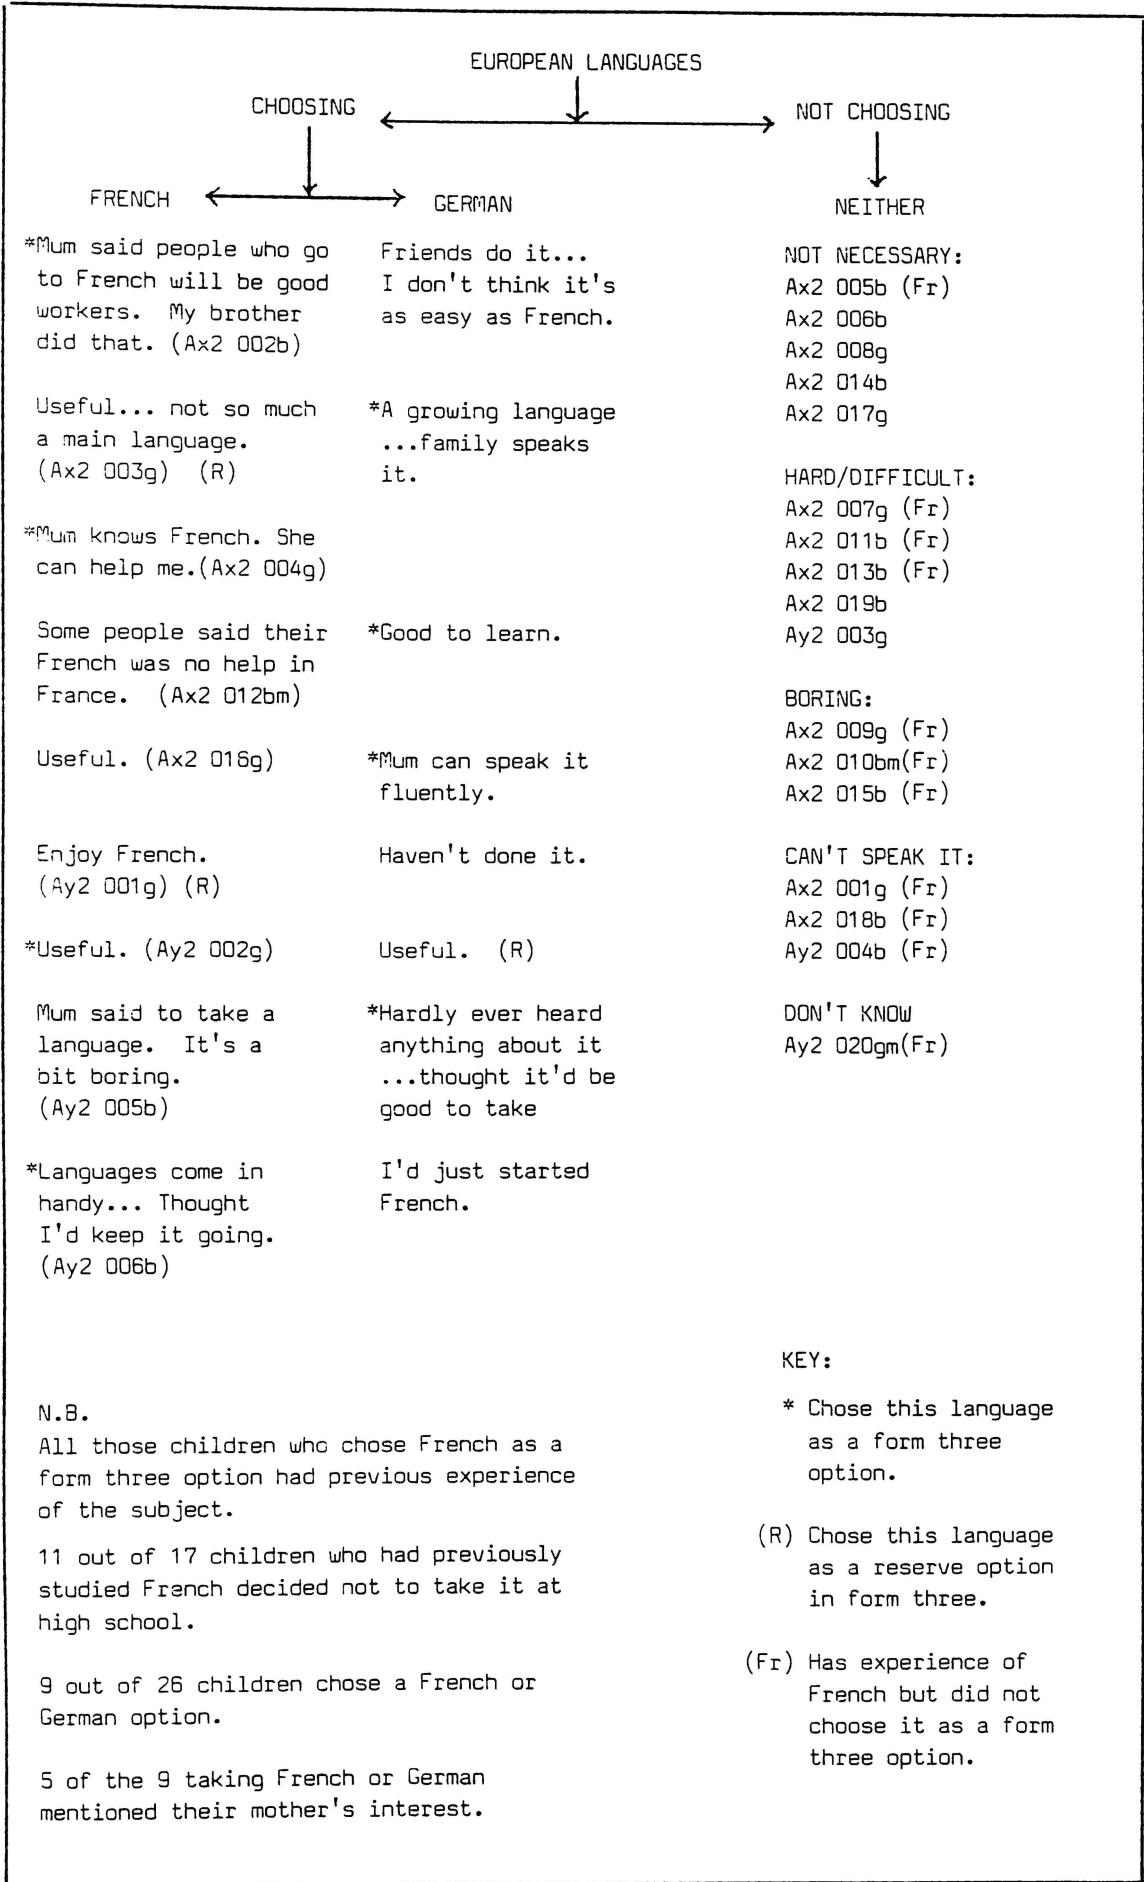 EUROPEAN LANGUAGES
CHOOSING
NOT CHOOSING
FRENCH
GERMAN
NEITHER
*Mum said people who go
to French will be good
workers. My brother
did that. (Ax2 002b)
Friends do it...
I don't think it's
as easy as French.
Useful... not so much
a main language.
(Ax2 003g) (R)
*A growing language
...family speaks
it.
*Mum knows French. She
can help me.(Ax2 004g)
Some people said their
French was no help in
France. (Ax2 012bm)
*Good to learn.
Useful. (Ax2 016g)
*Mum can speak it
fluently.
Enjoy French.
(Ay2 001g) (R)
Haven't done it.
*Useful. (Ay2 002g)
Useful. (R)
Mum said to take a
language. It's a
bit boring.
(Ay2 005b)
*Hardly ever heard
anything about it
...thought it'd be
good to take
*Languages come in
handy... Thought
I'd keep it going.
(Ay2 006b)
I'd just started
French.
NOT NECESSARY:
Ax2 005b (Fr)
Ax2 006b
Ax2 008g
Ax2 014b
Ax2 017g
HARD/DIFFICULT:
Ax2 007g (Fr)
Ax2 011b (Fr)
Ax2 013b (Fr)
Ax2 019b
Ay2 003g
BORING:
Ax2 009g (Fr)
Ax2 010bm(Fr)
Ax2 015b (Fr)
CAN'T SPEAK IT:
Ax2 001g (Fr)
Ax2 018b (Fr)
Ay2 004b (Fr)
DON'T KNOW
Ay2 020gm(Fr)
N.B.
All those children who chose French as a
form three option had previous experience
of the subject.
11 out of 17 children who had previously
studied French decided not to take it at
high school.
9 out of 26 children chose a French or
German option.
5 of the 9 taking French or German
mentioned their mother's interest.
KEY:
* Chose this language
as a form three
option.
(R) Chose this language
as a reserve option
in form three.
(Fr) Has experience of
French but did not
choose it as a form
three option.